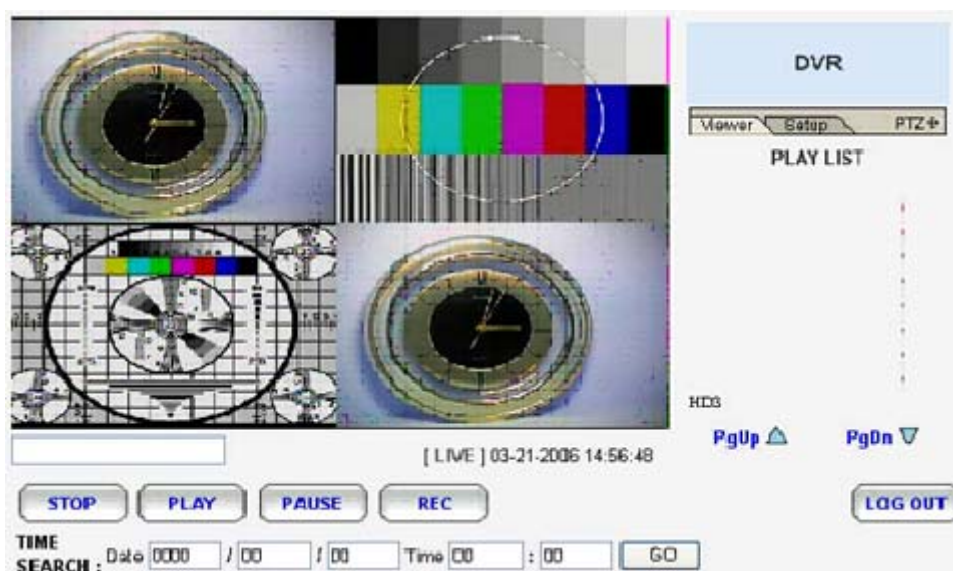 DVR
Viewer Setup PTZ
PLAY LIST
HD3
PgUp PgDn
[ LIVE ] 03-21-2006 14:56:48
STOP PLAY PAUSE REC LOG OUT
TIME
SEARCH : Date 0000 / 00 / 00 Time 00 : 00 GO